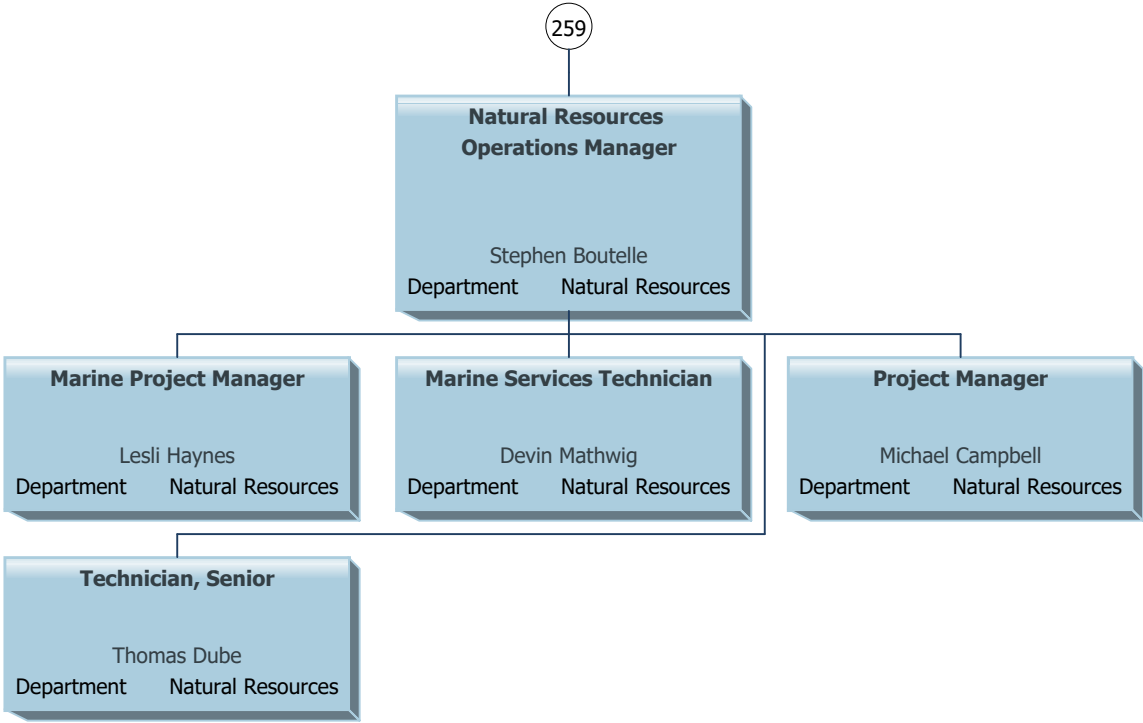 259
Natural Resources
Operations Manager
Stephen Boutelle
Department Natural Resources
Marine Project Manager
Lesli Haynes
Department Natural Resources
Marine Services Technician
Devin Mathwig
Department Natural Resources
Project Manager
Michael Campbell
Department Natural Resources
Technician, Senior
Thomas Dube
Department Natural Resources